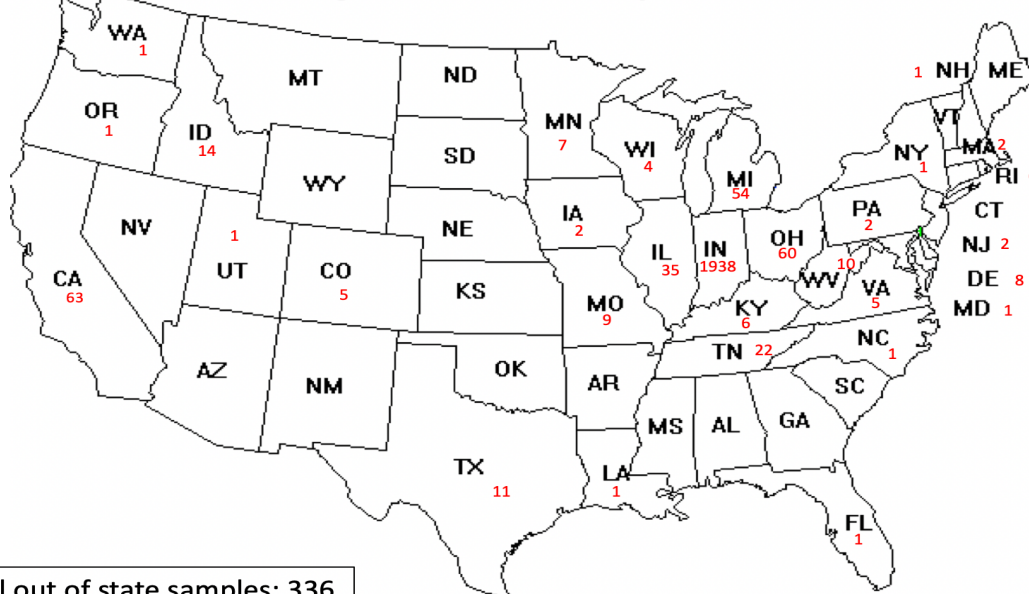 WA
1
MT
ND
MN
7
1 NH
ME
VT
OR
1
ID
14
SD
WI
4
MI
54
NY
1
MA 2
RI
WY
IA
2
NE
PA
2
CT
NV
1
UT
CO
5
IL
35
IN
1938
OH
60
10
WV
NJ 2
CA
63
KS
MO
9
KY
6
VA
5
DE 8
MD 1
AZ
NM
OK
AR
TN 22
NC
1
SC
MS
AL
GA
TX
11
LA
1
FL
1
out of state samples: 336